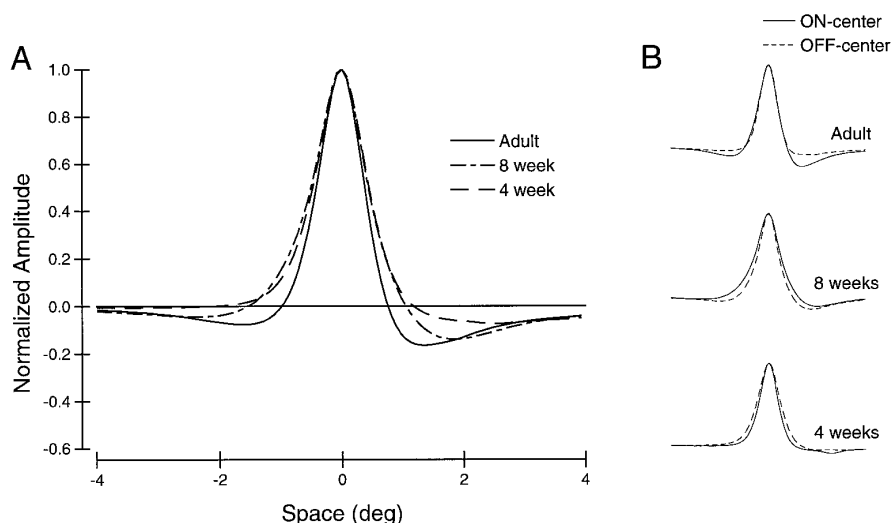 A
Normalized Amplitude
1.0
0.8
0.6
0.4
0.2
0.0
-0.2
-0.4
-0.6
-4
-2
0
2
4
Space (deg)
Adult
8 week
4 week
B
ON-center
OFF-center
Adult
8 weeks
4 weeks